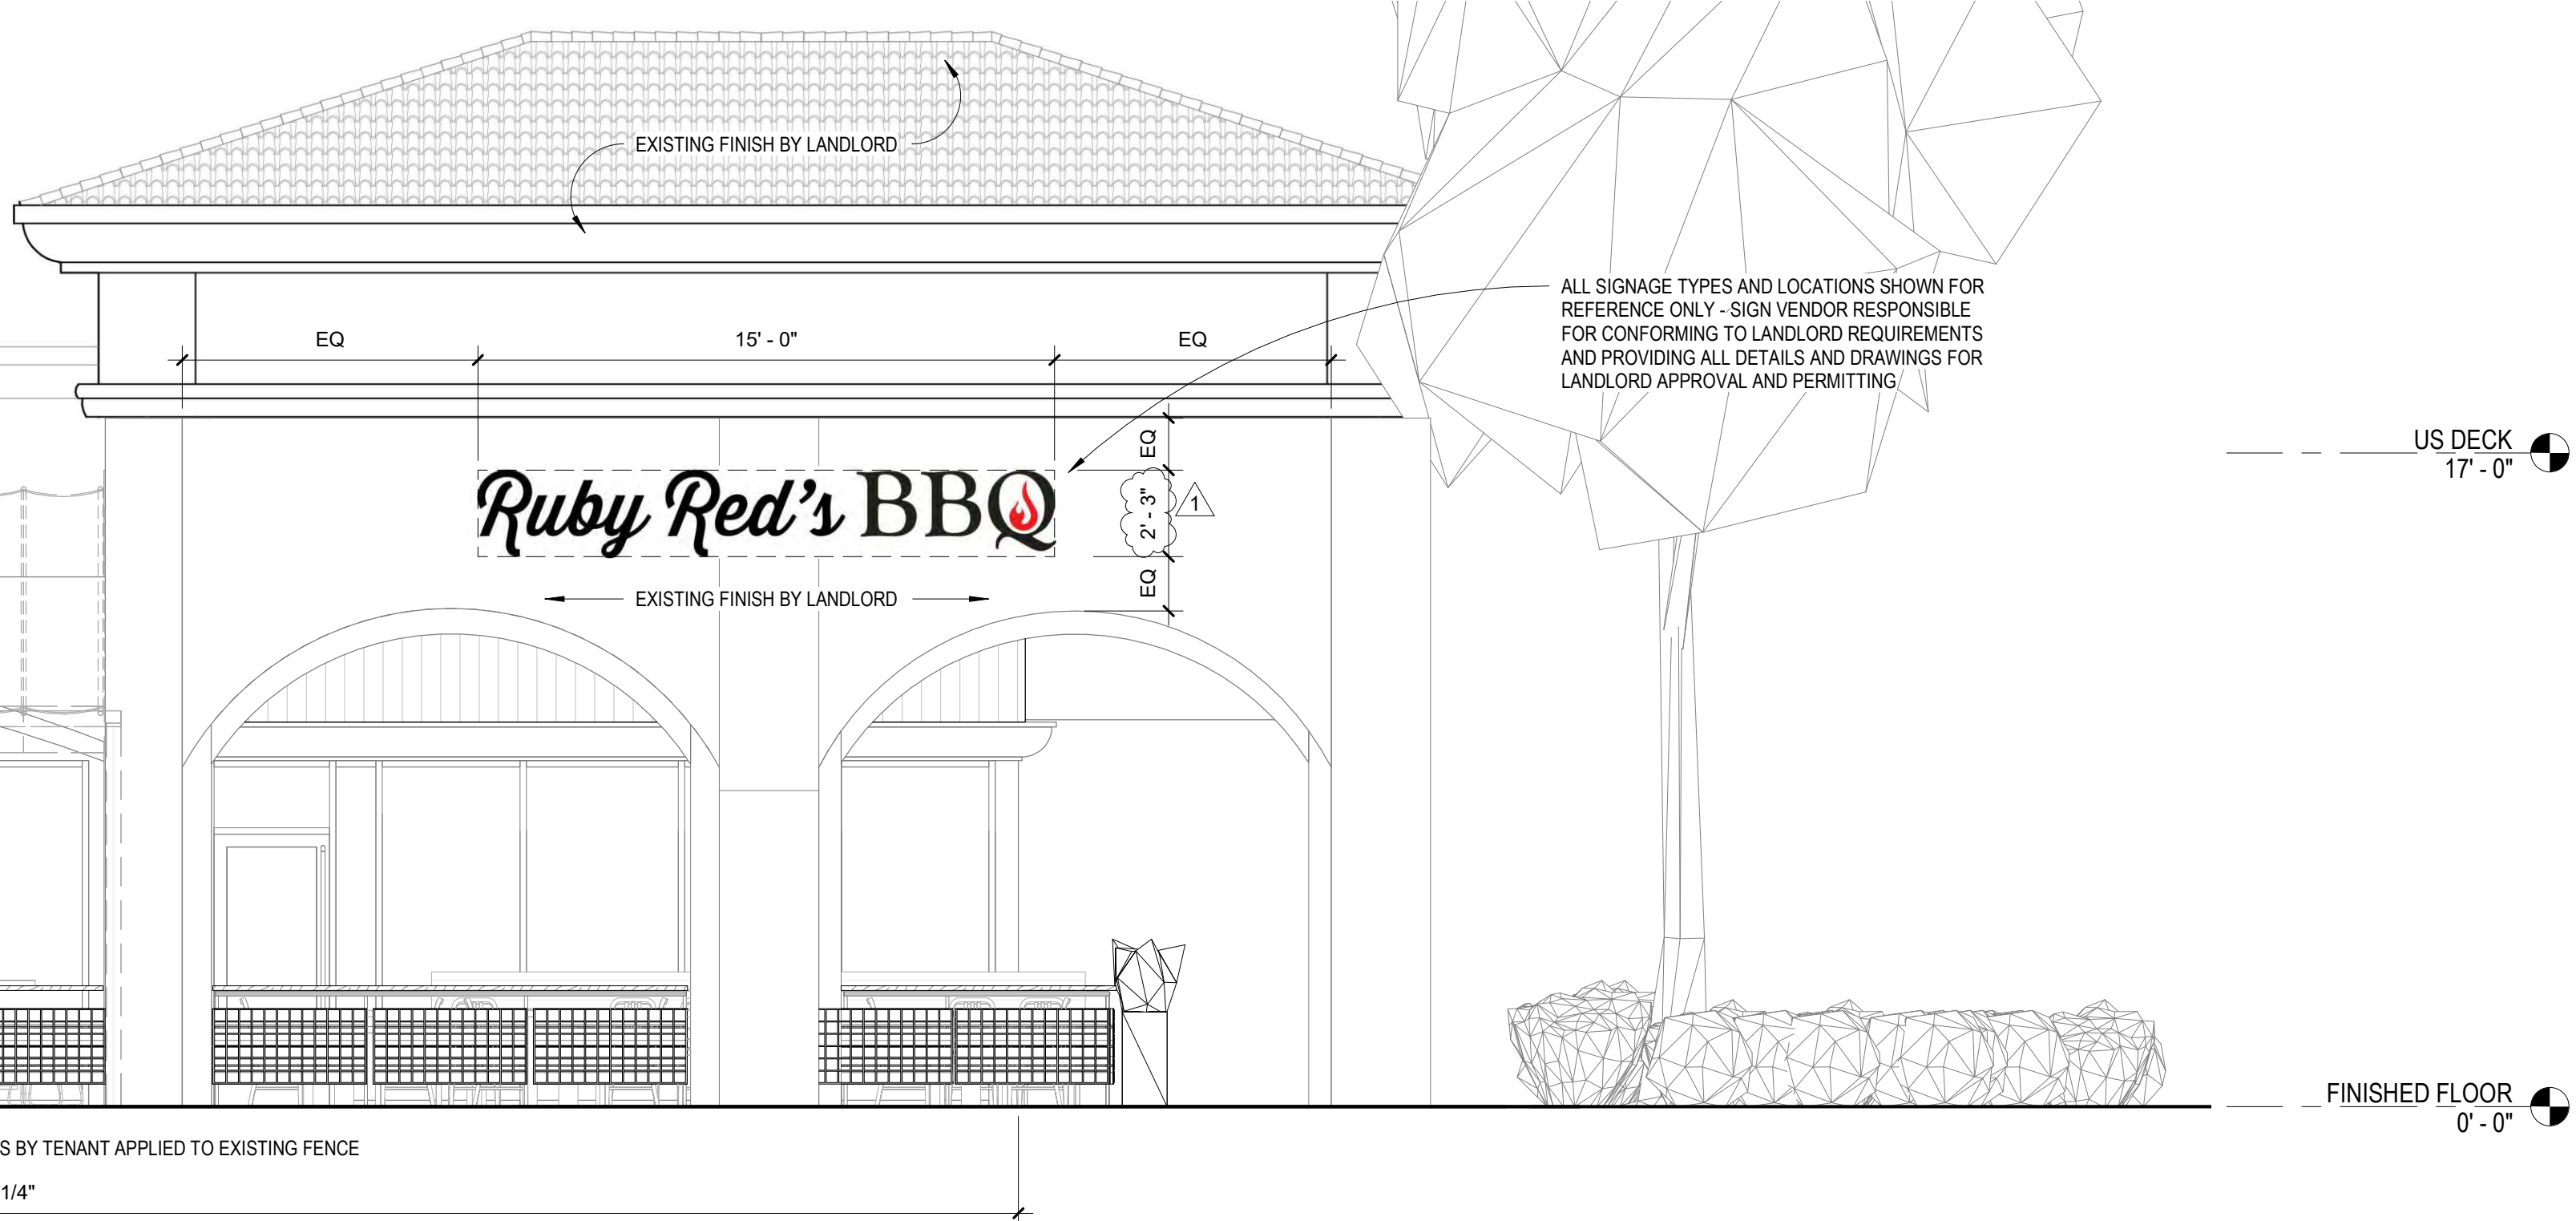 EXISTING FINISH BY LANDLORD
ALL SIGNAGE TYPES AND LOCATIONS SHOWN FOR
REFERENCE ONLY - SIGN VENDOR RESPONSIBLE
FOR CONFORMING TO LANDLORD REQUIREMENTS
AND PROVIDING ALL DETAILS AND DRAWINGS FOR
LANDLORD APPROVAL AND PERMITTING
EQ
15' - 0"
EQ
EQ
2' - 3"
1
EQ
US DECK
17' - 0"
Ruby Red's BBQ
EXISTING FINISH BY LANDLORD
FINISHED FLOOR
0' - 0"
S BY TENANT APPLIED TO EXISTING FENCE
1/4"